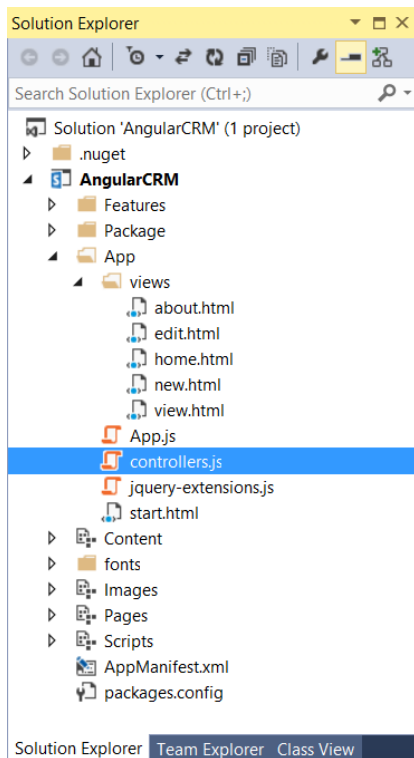 Solution Explorer
Search Solution Explorer (Ctrl+;)
Solution 'AngularCRM' (1 project)
.nuget
AngularCRM
Features
Package
App
views
about.html
edit.html
home.html
new.html
view.html
App.js
controllers.js
jquery-extensions.js
start.html
Content
fonts
Images
Pages
Scripts
AppManifest.xml
packages.config
Solution Explorer Team Explorer Class View